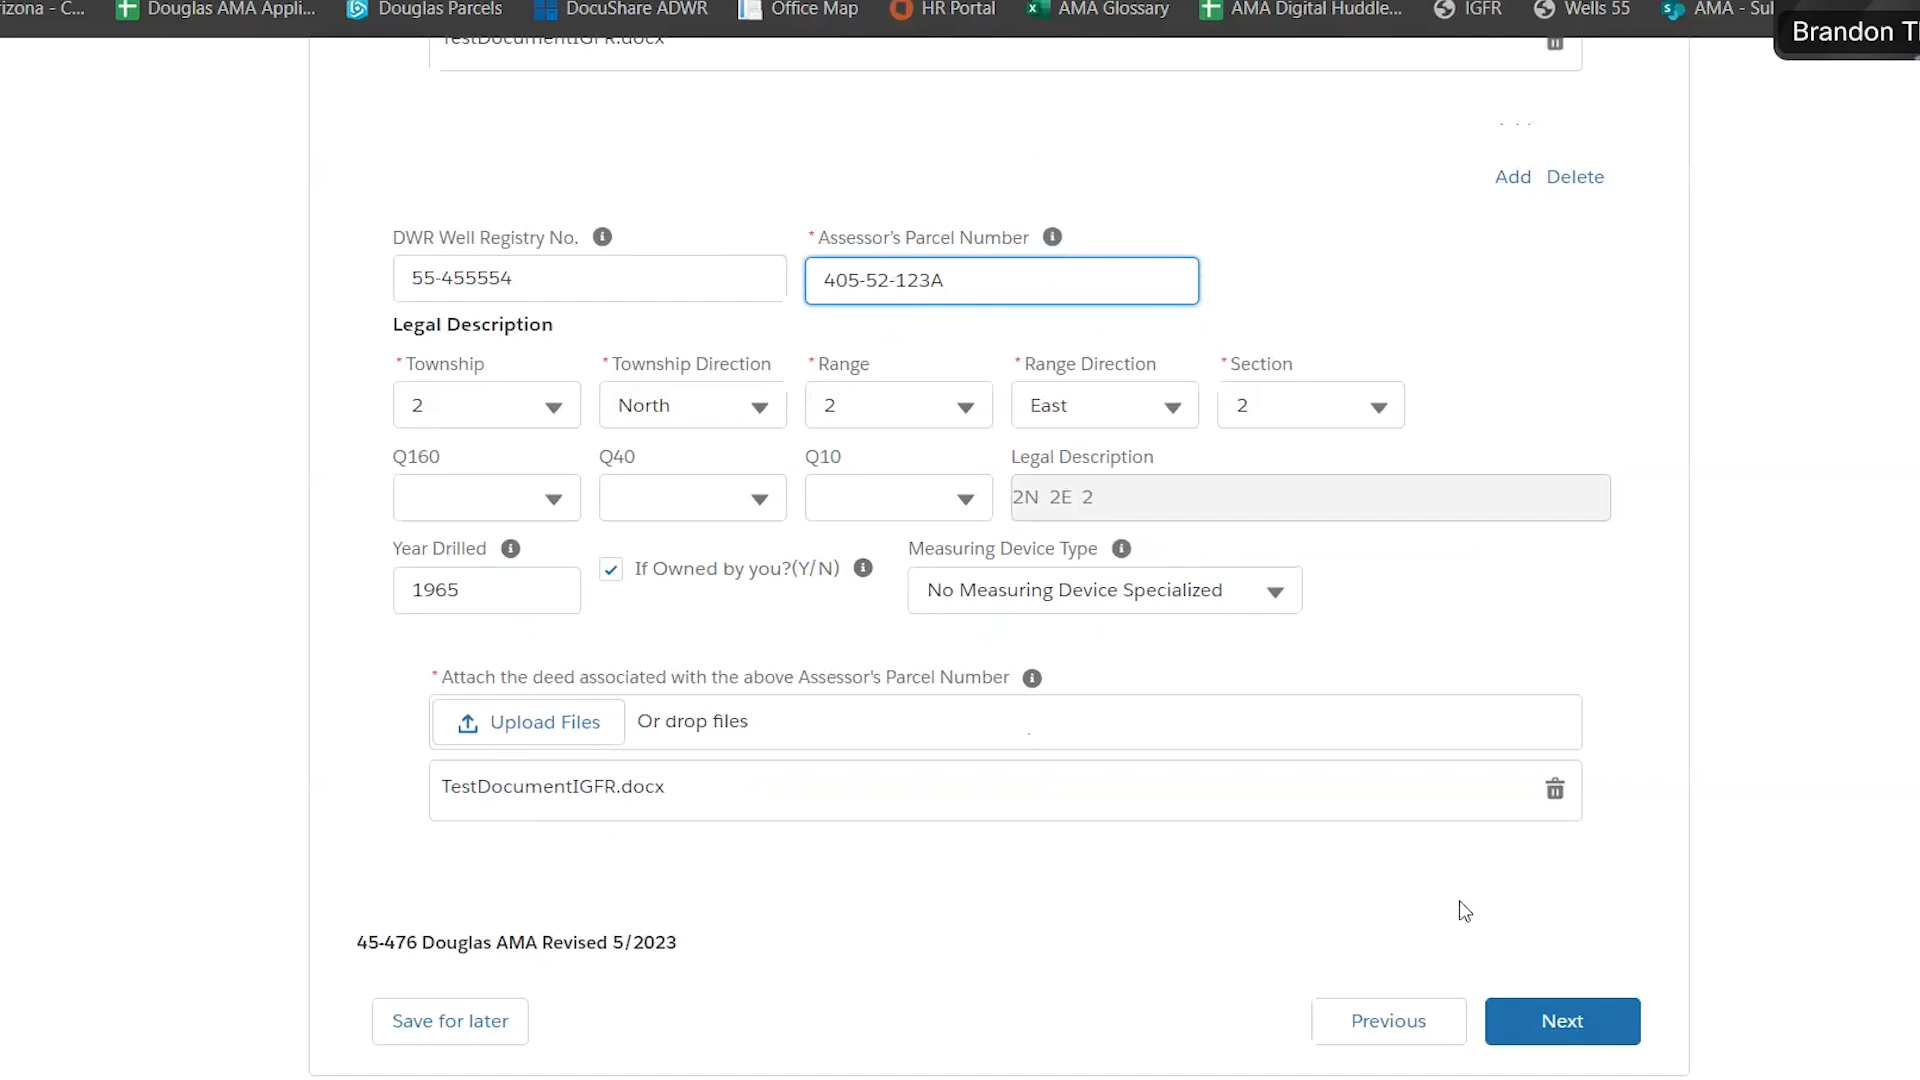 rizona - C... Douglas AMA Appli... Douglas Parcels DocuShare ADWR Office Map HR Portal AMA Glossary AMA Digital Huddle... IGFR Wells 55 AMA - Sul
Brandon T
TestDocumentIGFR.docx
Add Delete
DWR Well Registry No. * Assessor's Parcel Number
55-455554 405-52-123A
Legal Description
* Township * Township Direction * Range * Range Direction * Section
2 North 2 East 2
Q160 Q40 Q10 Legal Description
2N 2E 2
Year Drilled If Owned by you?(Y/N) Measuring Device Type
1965 No Measuring Device Specialized
* Attach the deed associated with the above Assessor's Parcel Number
Upload Files Or drop files
TestDocumentIGFR.docx
45-476 Douglas AMA Revised 5/2023
Save for later Previous Next